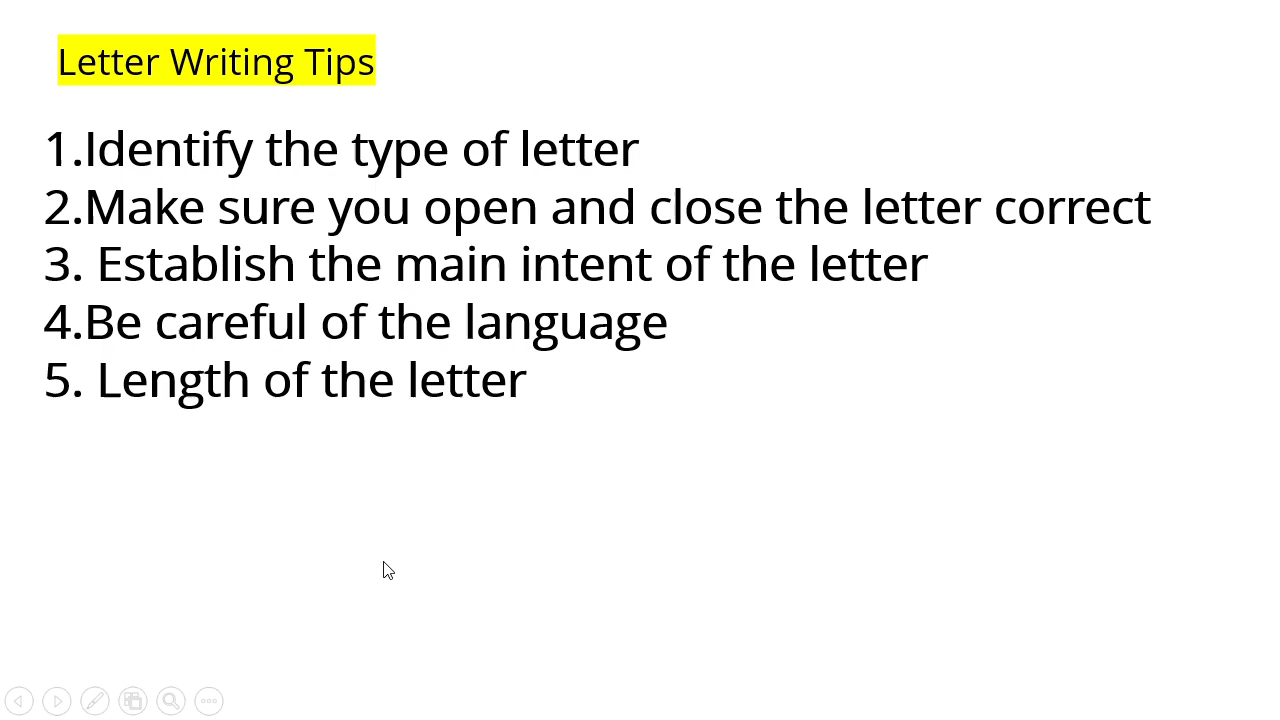 Letter Writing Tips
1.Identify the type of letter
2.Make sure you open and close the letter correct
3. Establish the main intent of the letter
4.Be careful of the language
5. Length of the letter